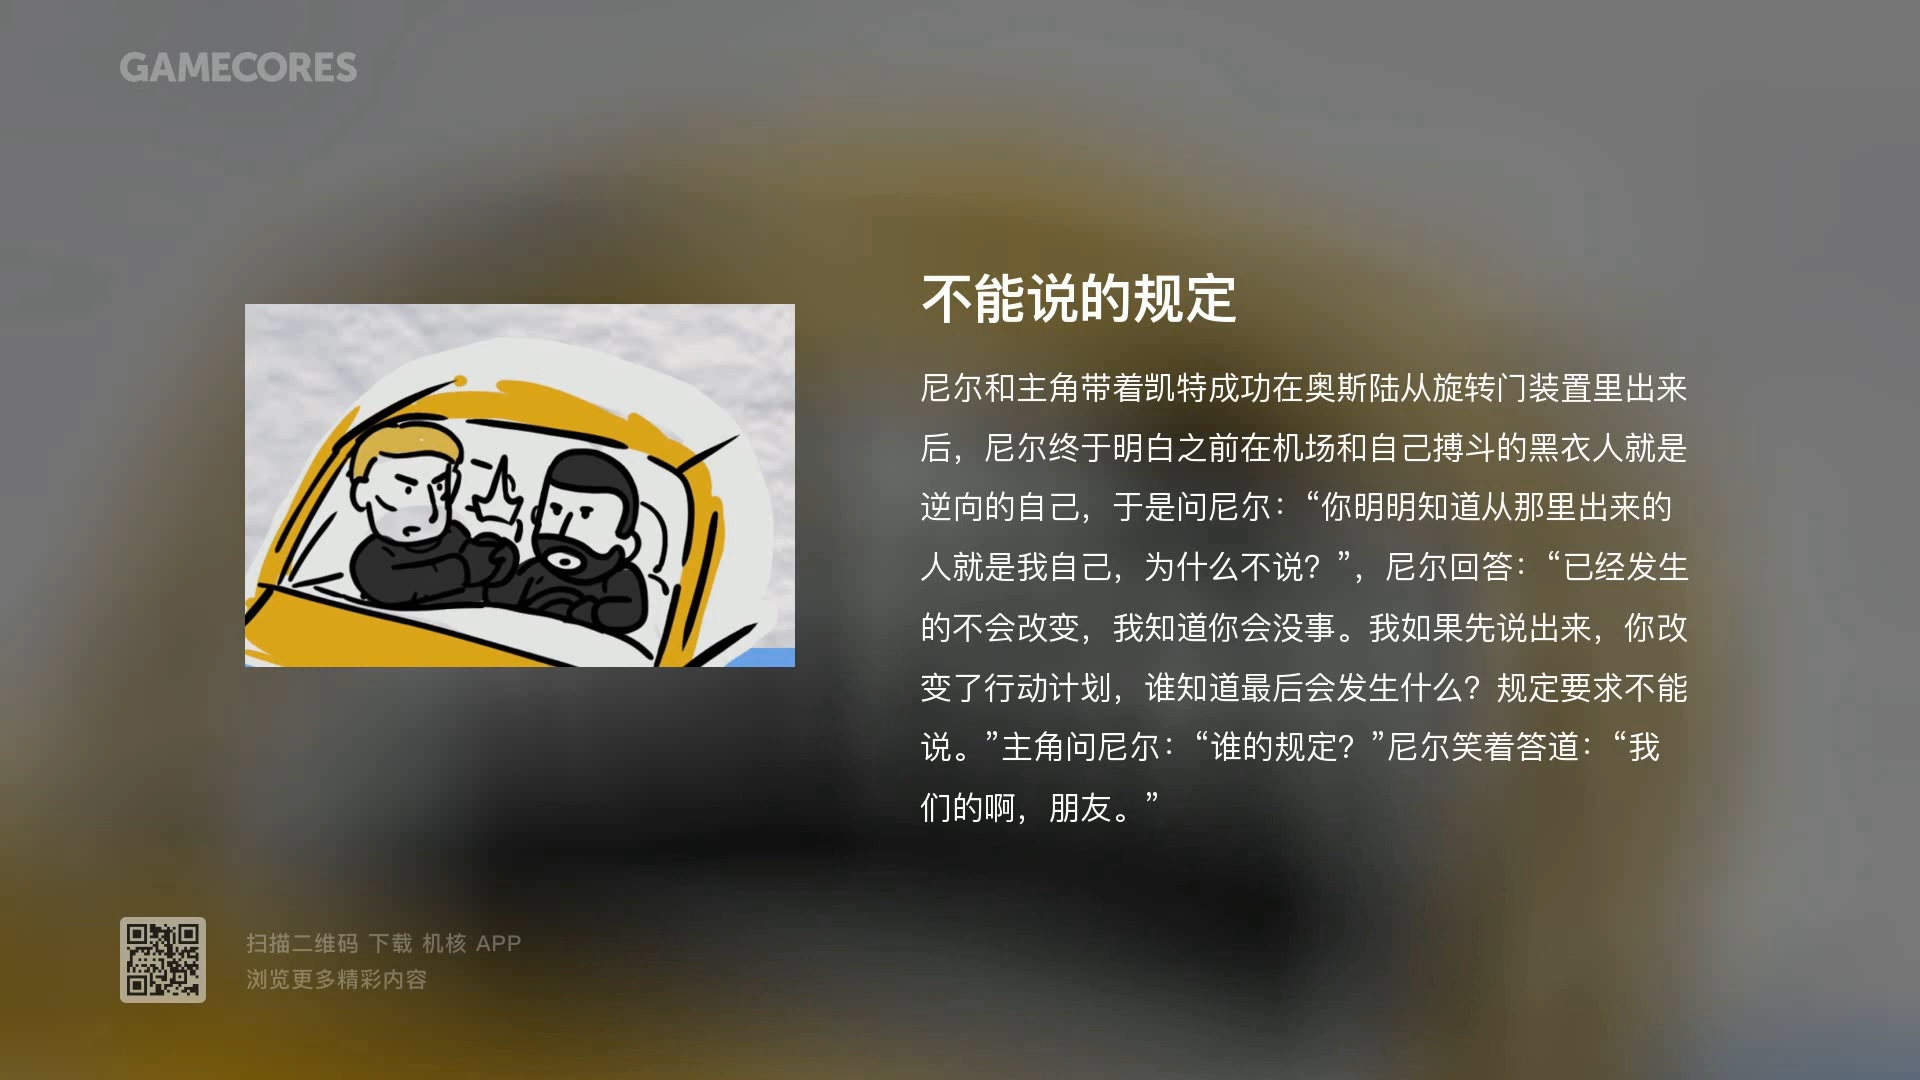 GAMECORES
不能说的规定
尼尔和主角带着凯特成功在奥斯陆从旋转门装置里出来
后，尼尔终于明白之前在机场和自己搏斗的黑衣人就是
逆向的自己，于是问尼尔：“你明明知道从那里出来的
人就是我自己，为什么不说？”，尼尔回答：“已经发生
的不会改变，我知道你会没事。我如果先说出来，你改
变了行动计划，谁知道最后会发生什么？规定要求不能
说。”主角问尼尔：“谁的规定？”尼尔笑着答道：“我
们的啊，朋友。”
扫描二维码 下载 机核 APP
浏览更多精彩内容